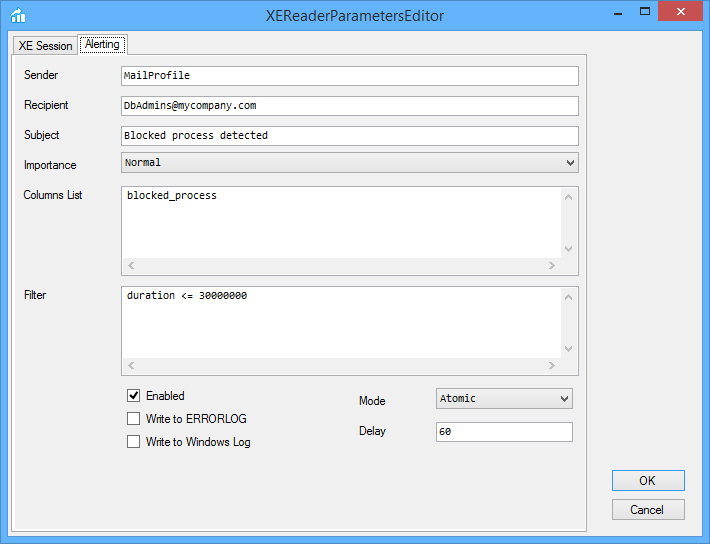 XEReaderParametersEditor
XE Session Alerting
Sender MailProfile
Recipient DbAdmins@mycompany.com
Subject Blocked process detected
Importance Normal
Columns List blocked_process
Filter duration <= 30000000
Enabled
Mode Atomic
Write to ERRORLOG
Delay 60
Write to Windows Log
OK
Cancel